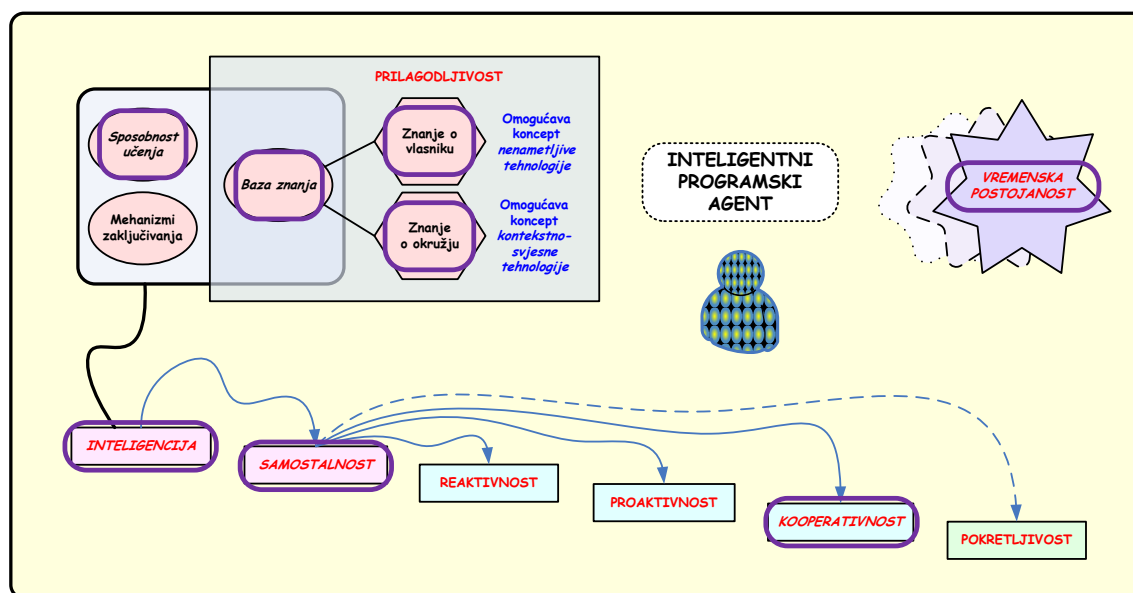 PRILAGODLJIVOST
Sposobnost
učenja
Mehanizmi
zaključivanja
Baza znanja
Znanje o
vlasniku
Znanje
o okružju
Omogućava
koncept
nenametljive
tehnologije
Omogućava
koncept
kontekstno-
svjesne
tehnologije
INTELIGENTNI
PROGRAMSKI
AGENT
VREMENSKA
POSTOJANOST
INTELIGENCIJA
SAMOSTALNOST
REAKTIVNOST
PROAKTIVNOST
KOOPERATIVNOST
POKRETLJIVOST